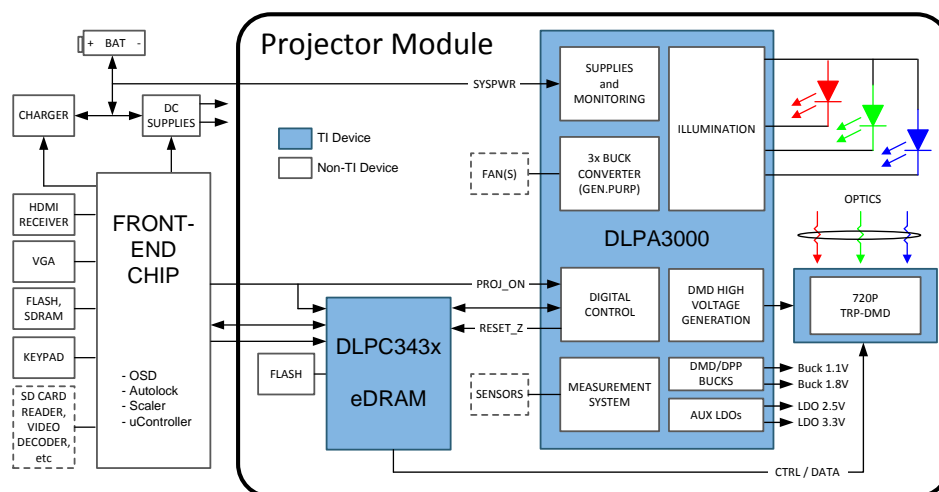 Projector Module
+ BAT -
SYSPWR
CHARGER
DC
SUPPLIES
TI Device
Non-TI Device
SUPPLIES
and
MONITORING
ILLUMINATION
FAN(S)
3x BUCK
CONVERTER
(GEN.PURP)
HDMI
RECEIVER
VGA
FLASH,
SDRAM
KEYPAD
SD CARD
READER,
VIDEO
DECODER,
etc
FRONT-
END
CHIP
- OSD
- Autolock
- Scaler
- uController
DLPA3000
OPTICS
PROJ_ON
RESET_Z
DIGITAL
CONTROL
DMD HIGH
VOLTAGE
GENERATION
720P
TRP-DMD
DLPC343x
eDRAM
FLASH
SENSORS
MEASUREMENT
SYSTEM
DMD/DPP
BUCKS
AUX LDOs
Buck 1.1V
Buck 1.8V
LDO 2.5V
LDO 3.3V
CTRL / DATA